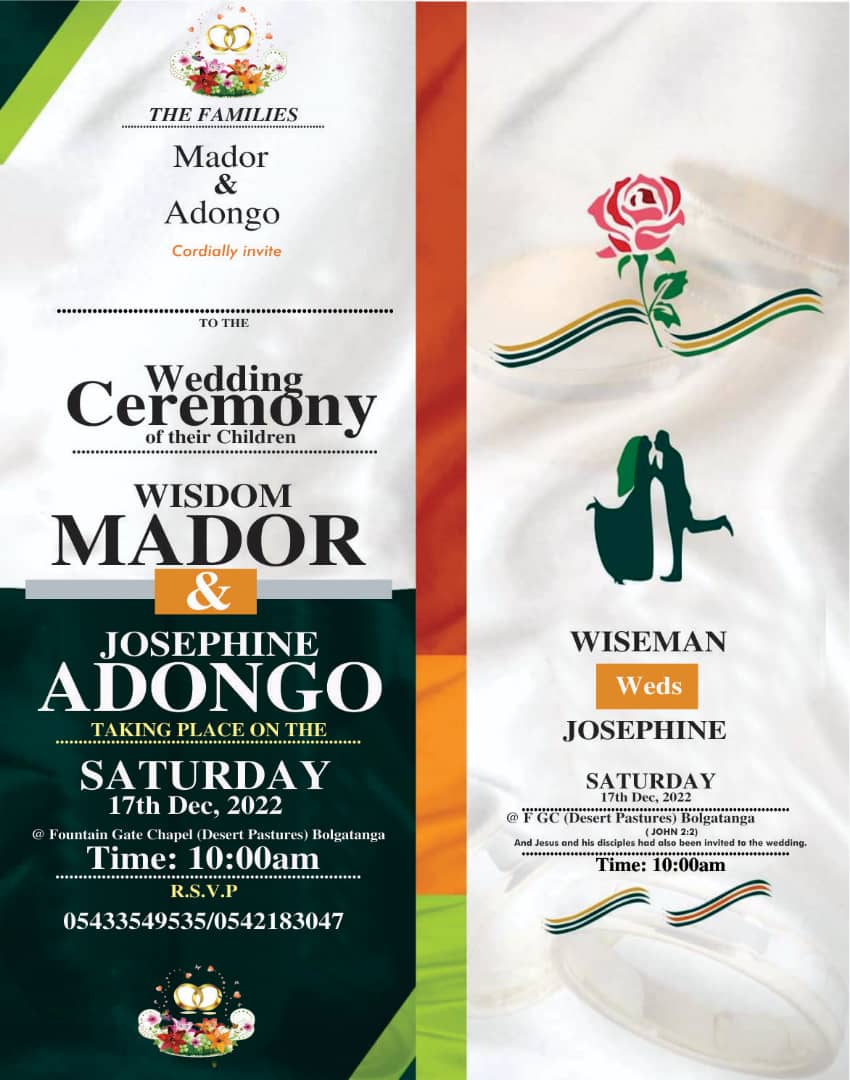 THE FAMILIES
Mador
&
Adongo
Cordially invite
TO THE
Wedding
Ceremony
of their Children
WISDOM
MADOR
&
JOSEPHINE
ADONGO
TAKING PLACE ON THE
SATURDAY
17th Dec, 2022
@ Fountain Gate Chapel (Desert Pastures) Bolgatanga
Time: 10:00am
R.S.V.P
05433549535/0542183047
WISEMAN
Weds
JOSEPHINE
SATURDAY
17th Dec, 2022
@ F GC (Desert Pastures) Bolgatanga
( JOHN 2:2)
And Jesus and his disciples had also been invited to the wedding.
Time: 10:00am